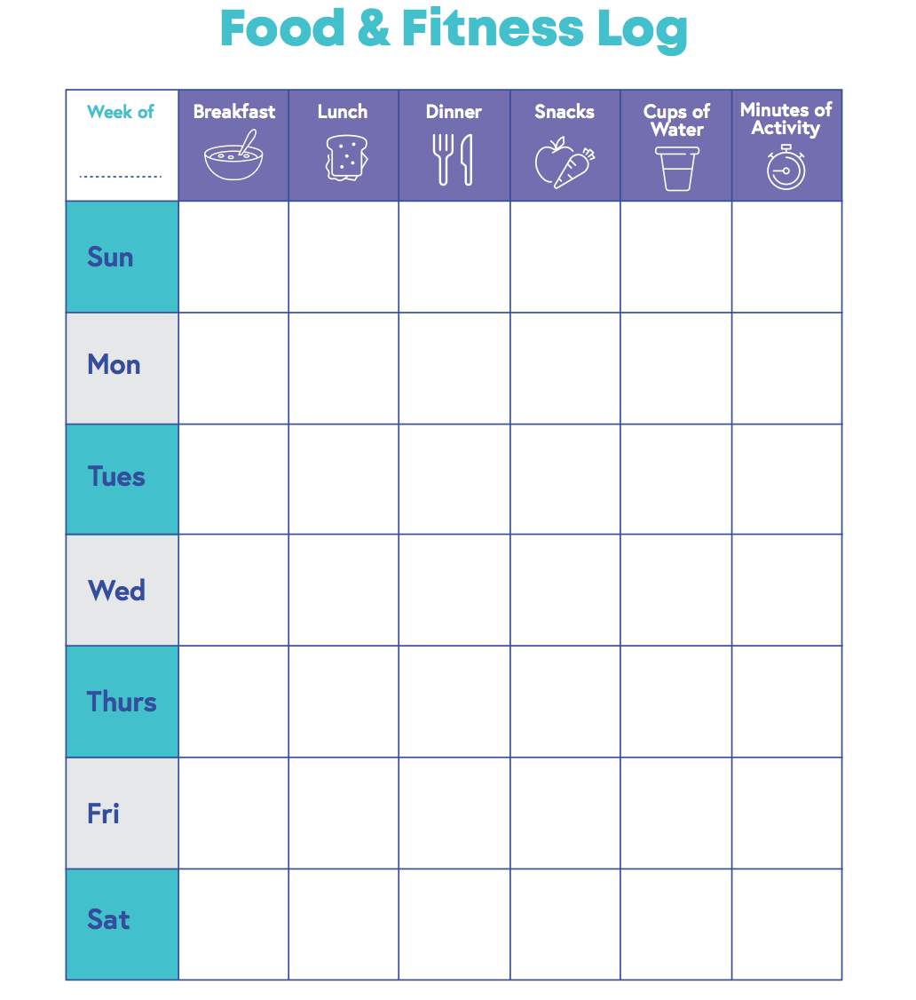 Food & Fitness Log
Week of
Breakfast
Lunch
Dinner
Snacks
Cups of
Water
Minutes of
Activity
Sun
Mon
Tues
Wed
Thurs
Fri
Sat